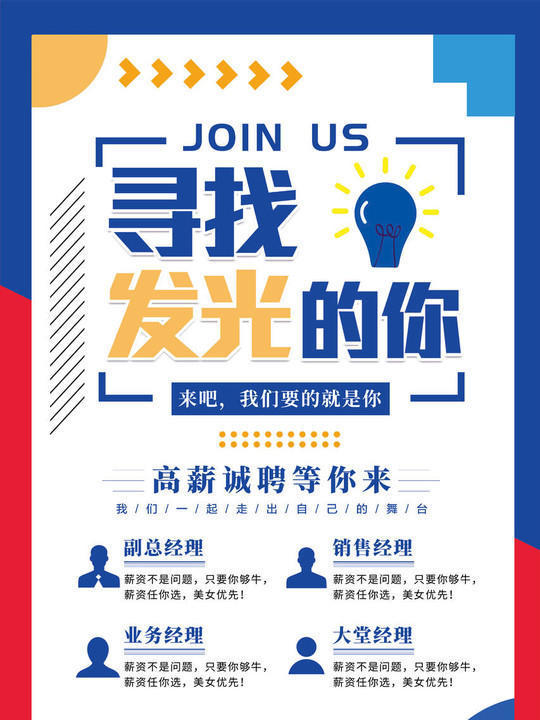 JOIN US
寻找
发光的你
来吧，我们要的就是你
高薪诚聘等你来
我/们/一/起/走/出/自/己/的/舞/台
副总经理
薪资不是问题，只要你够牛，
薪资任你选，美女优先！
销售经理
薪资不是问题，只要你够牛，
薪资任你选，美女优先！
业务经理
薪资不是问题，只要你够牛，
薪资任你选，美女优先！
大堂经理
薪资不是问题，只要你够牛，
薪资任你选，美女优先！